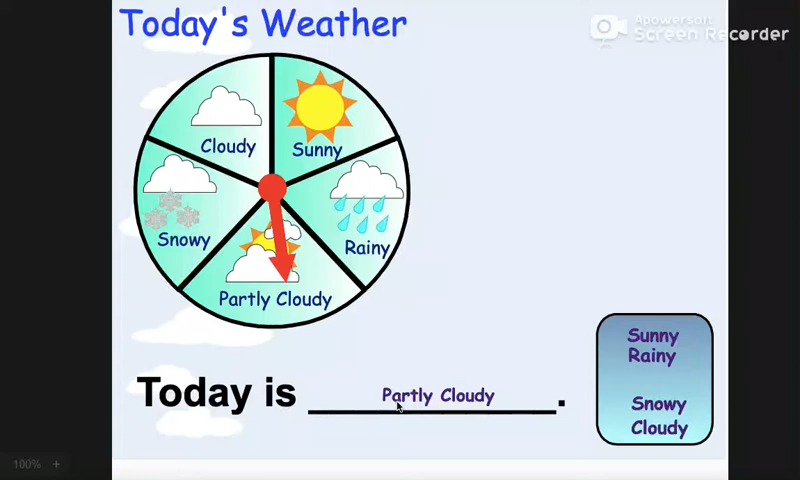 Today's Weather
Apowersoft
Screen Recorder
Cloudy
Sunny
Snowy
Rainy
Partly Cloudy
Sunny
Rainy
Today is Partly Cloudy.
Snowy
Cloudy
100% +